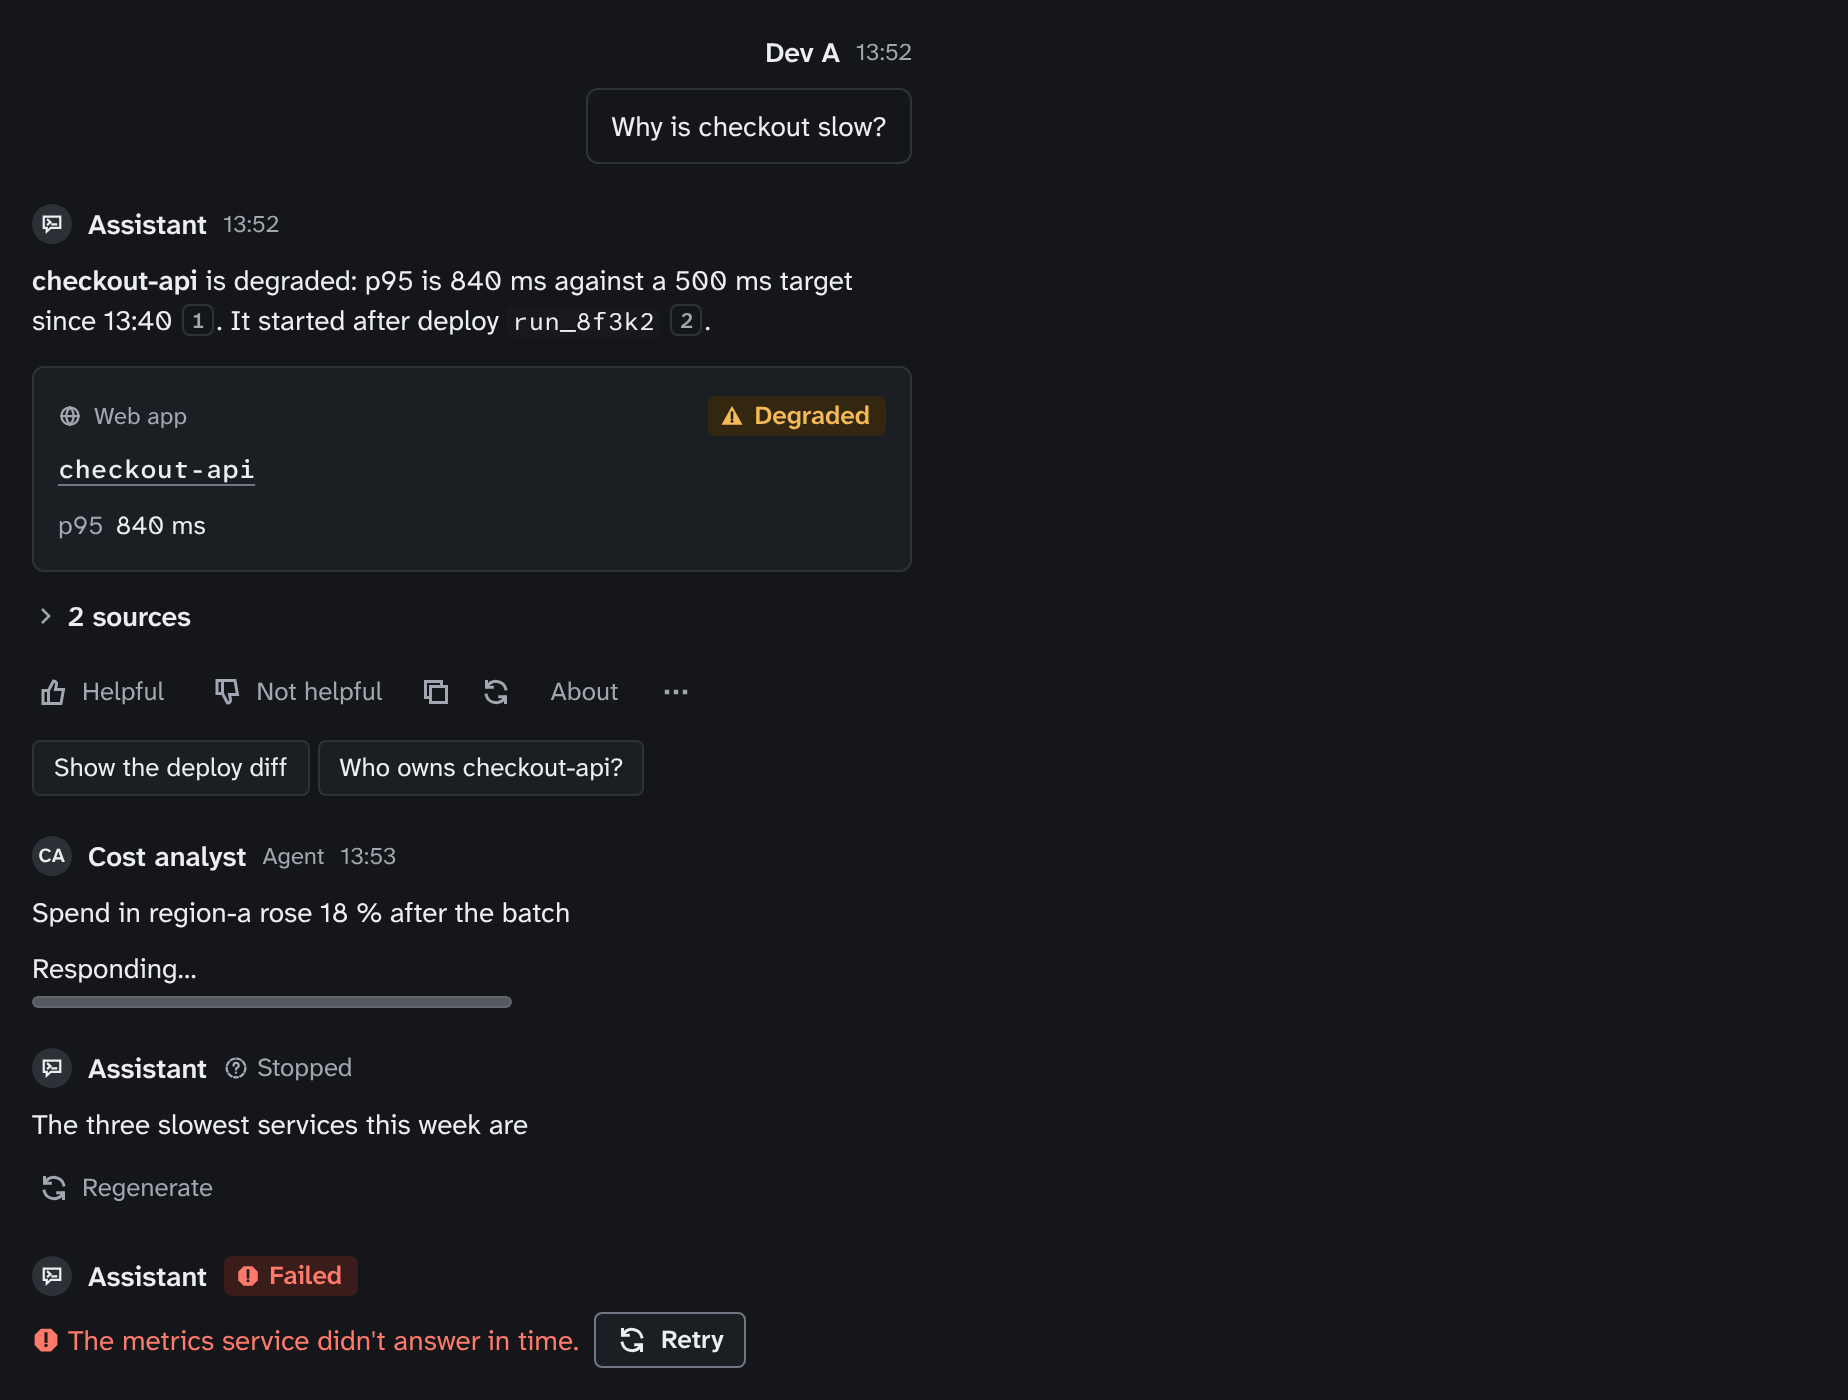 Dev A 13:52
Why is checkout slow?
Assistant 13:52
checkout-api is degraded: p95 is 840 ms against a 500 ms target
since 13:40 1. It started after deploy run_8f3k2 2.
Web app
Degraded
checkout-api
p95 840 ms
2 sources
Helpful Not helpful About
Show the deploy diff Who owns checkout-api?
CA Cost analyst Agent 13:53
Spend in region-a rose 18 % after the batch
Responding...
Assistant Stopped
The three slowest services this week are
Regenerate
Assistant Failed
The metrics service didn't answer in time. Retry